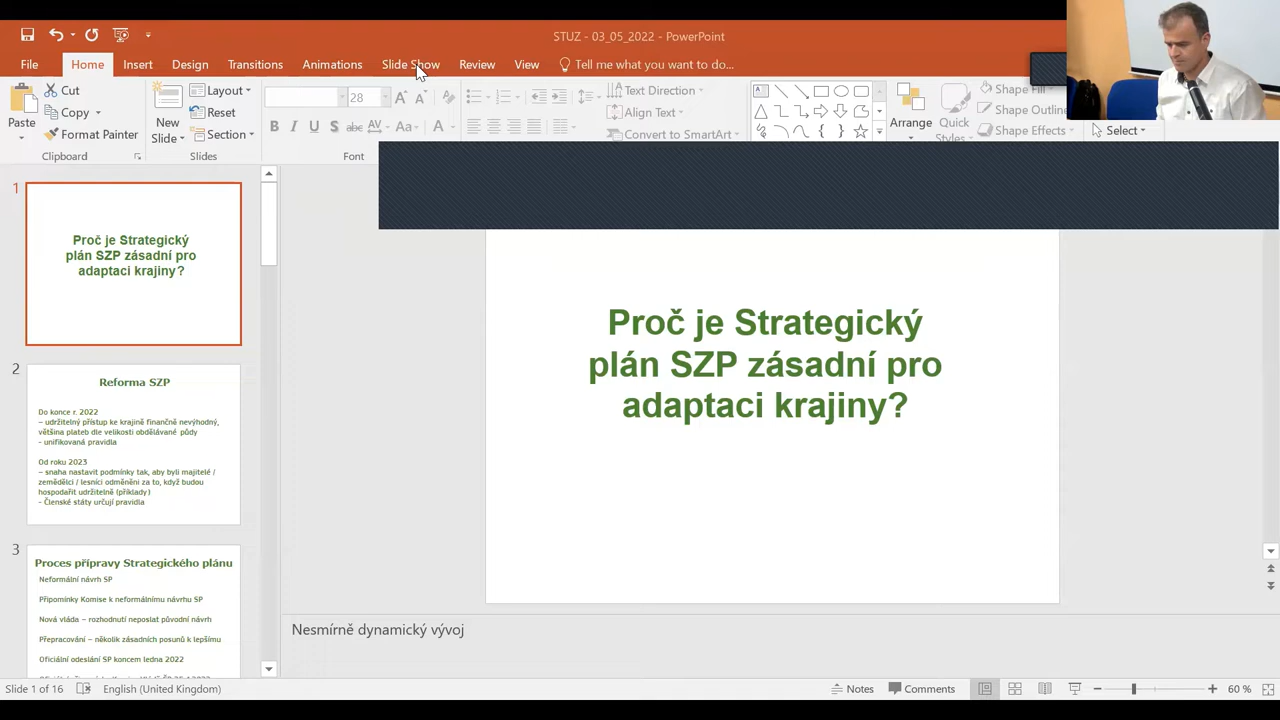 STUZ - 03_05_2022 - PowerPoint
File Home Insert Design Transitions Animations Slide Show Review View Tell me what you want to do...
Paste
Cut
Copy
Format Painter
Clipboard
New
Slide
Layout
Reset
Section
Slides
28
B I U S abc AV Aa A
Font
Text Direction
Align Text
Convert to SmartArt
Arrange
Quick
Styles
Shape Fill
Shape Outline
Shape Effects
Select
1
Proč je Strategický
plán SZP zásadní pro
adaptaci krajiny?
2
Reforma SZP
Do konce r. 2022
– udržitelný přístup ke krajině finančně nevýhodný,
většina plateb dle velikosti obdělávané půdy
- unifikovaná pravidla
Od roku 2023
– snaha nastavit podmínky tak, aby byli majitelé /
zemědělci / lesníci odměněni za to, když budou
hospodařit udržitelně (příklady)
- Členské státy určují pravidla
3
Proces přípravy Strategického plánu
Neformální návrh SP
Připomínky Komise k neformálnímu návrhu SP
Nová vláda – rozhodnutí neposlat původní návrh
Přepracování – několik zásadních posunů k lepšímu
Oficiální odeslání SP koncem ledna 2022
Proč je Strategický
plán SZP zásadní pro
adaptaci krajiny?
Nesmírně dynamický vývoj
Slide 1 of 16 English (United Kingdom) Notes Comments 60 %